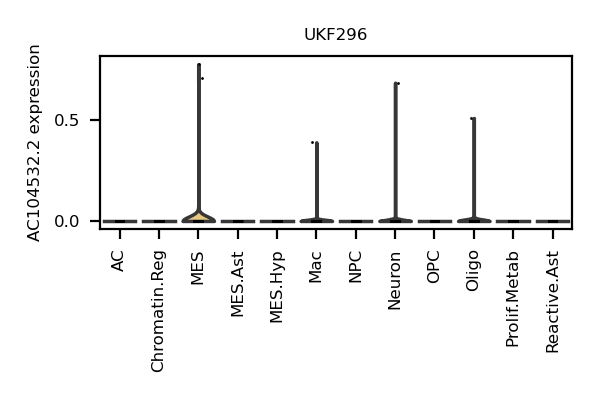 UKF296
AC104532.2 expression
0.5
0.0
AC
Chromatin.Reg
MES
MES.Ast
MES.Hyp
Mac
NPC
Neuron
OPC
Oligo
Prolif.Metab
Reactive.Ast